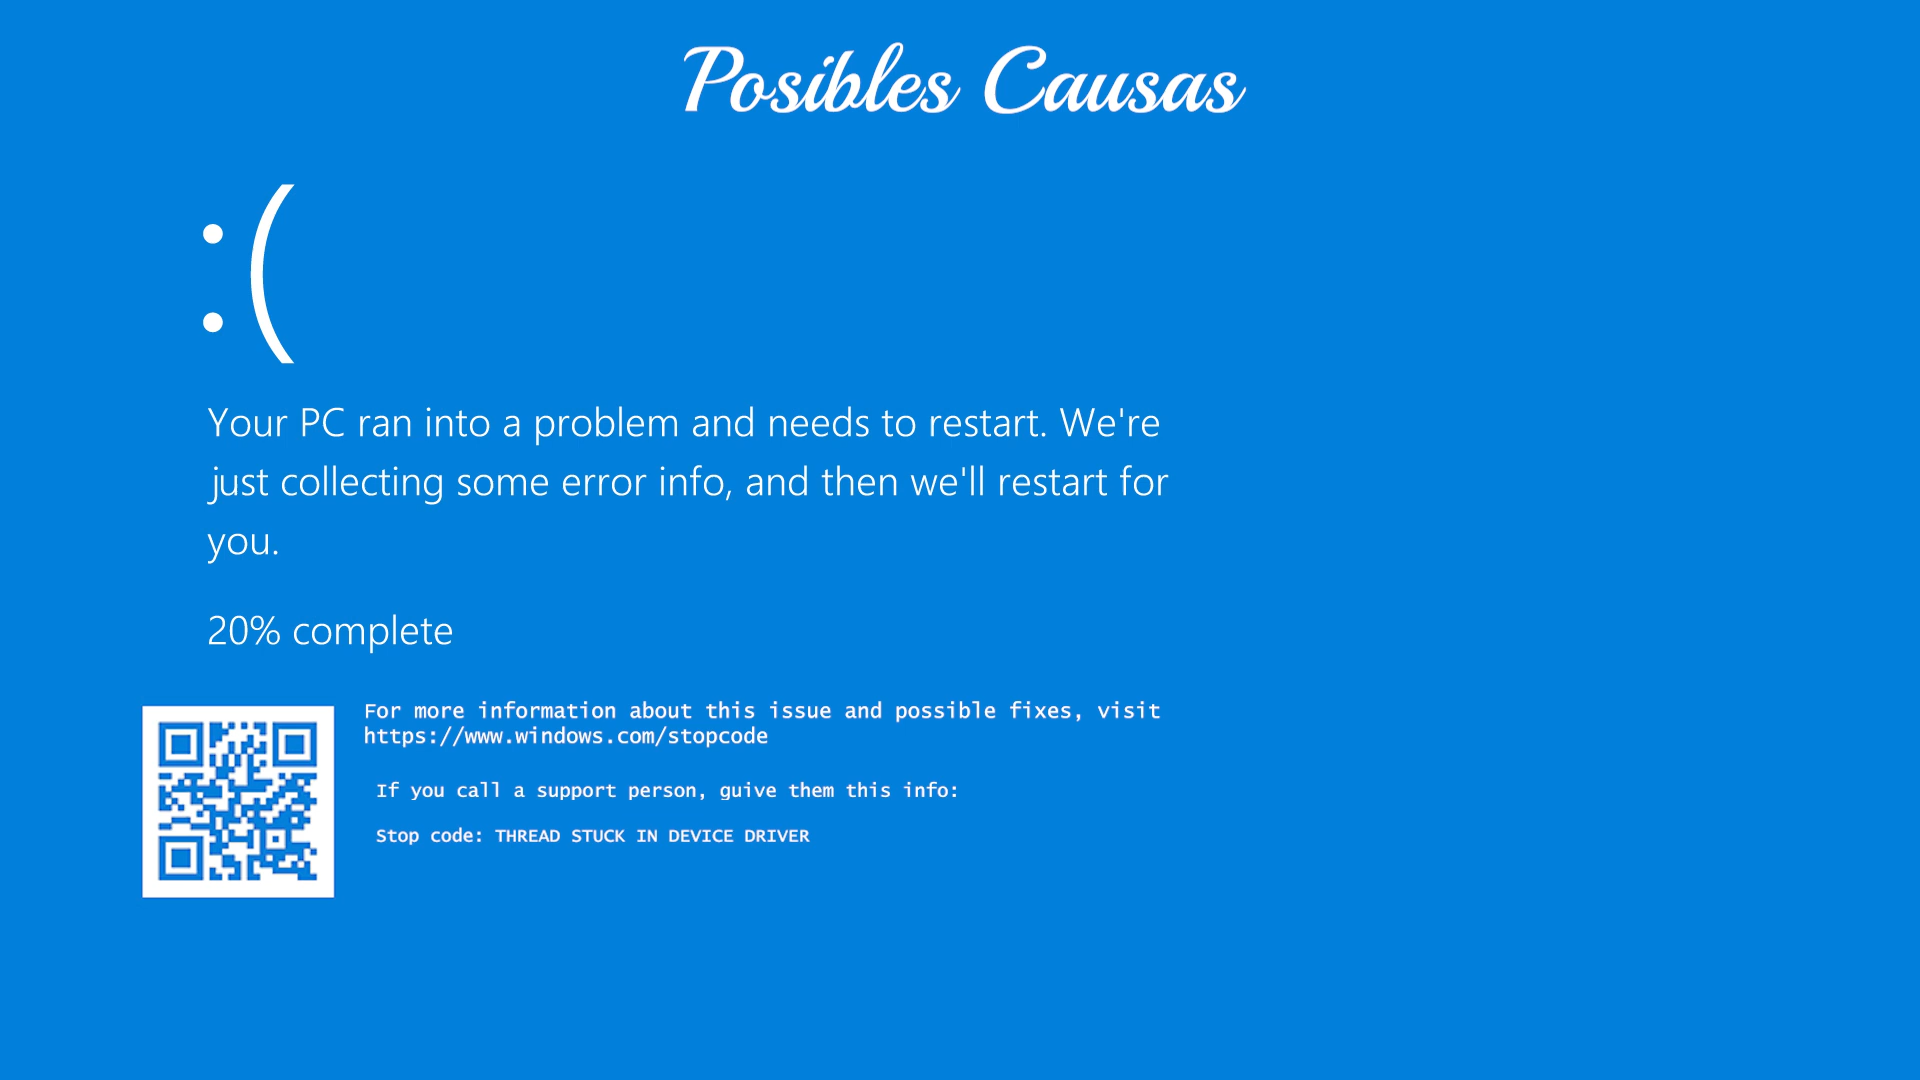 Posibles Causas
:(
Your PC ran into a problem and needs to restart. We're
just collecting some error info, and then we'll restart for
you.
20% complete
For more information about this issue and possible fixes, visit
https://www.windows.com/stopcode
If you call a support person, guive them this info:
Stop code: THREAD STUCK IN DEVICE DRIVER